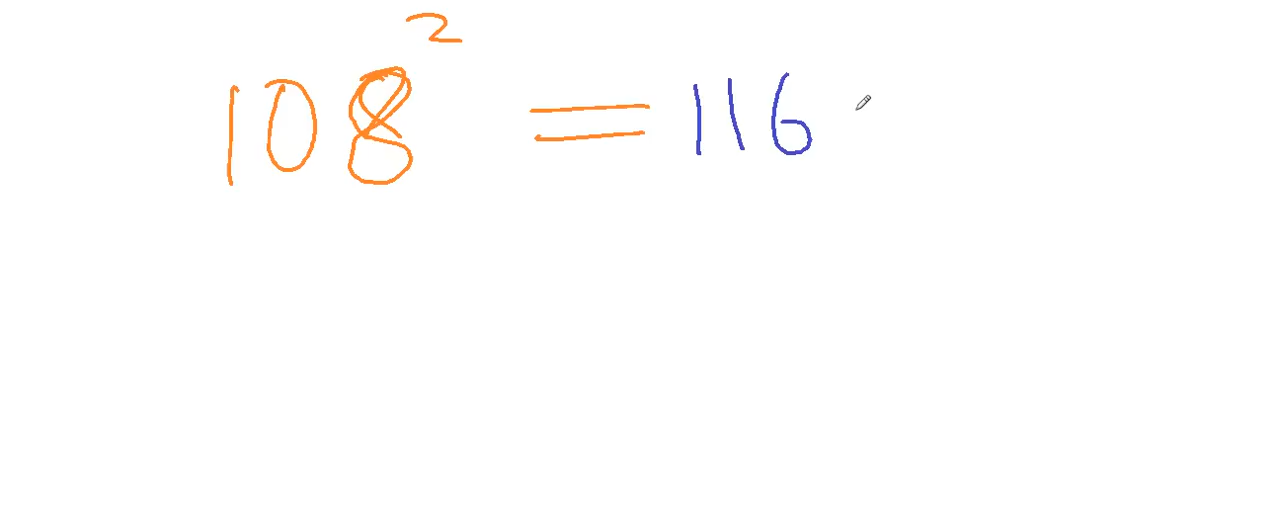 108² = 116